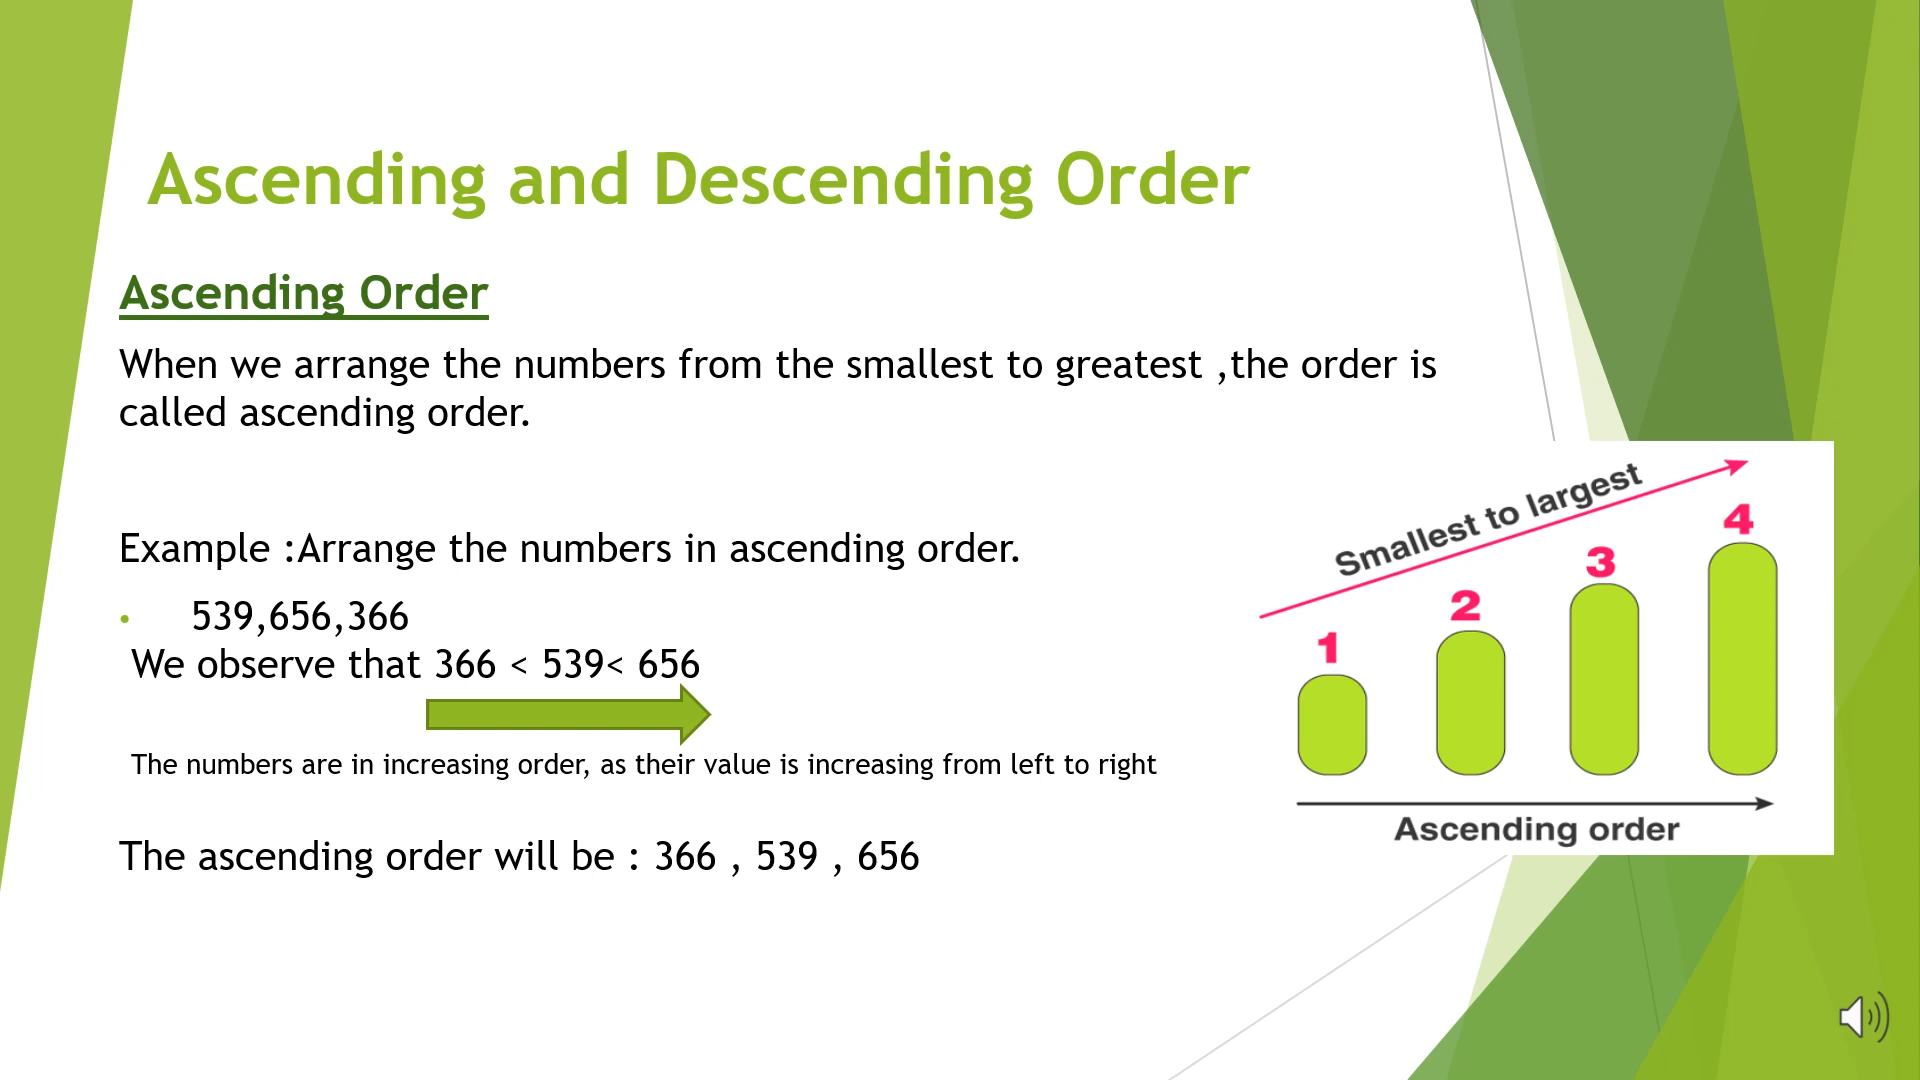 Ascending and Descending Order
Ascending Order
When we arrange the numbers from the smallest to greatest ,the order is
called ascending order.
Example :Arrange the numbers in ascending order.
• 539,656,366
We observe that 366 < 539< 656
The numbers are in increasing order, as their value is increasing from left to right
The ascending order will be : 366 , 539 , 656
Smallest to largest
1 2 3 4
Ascending order